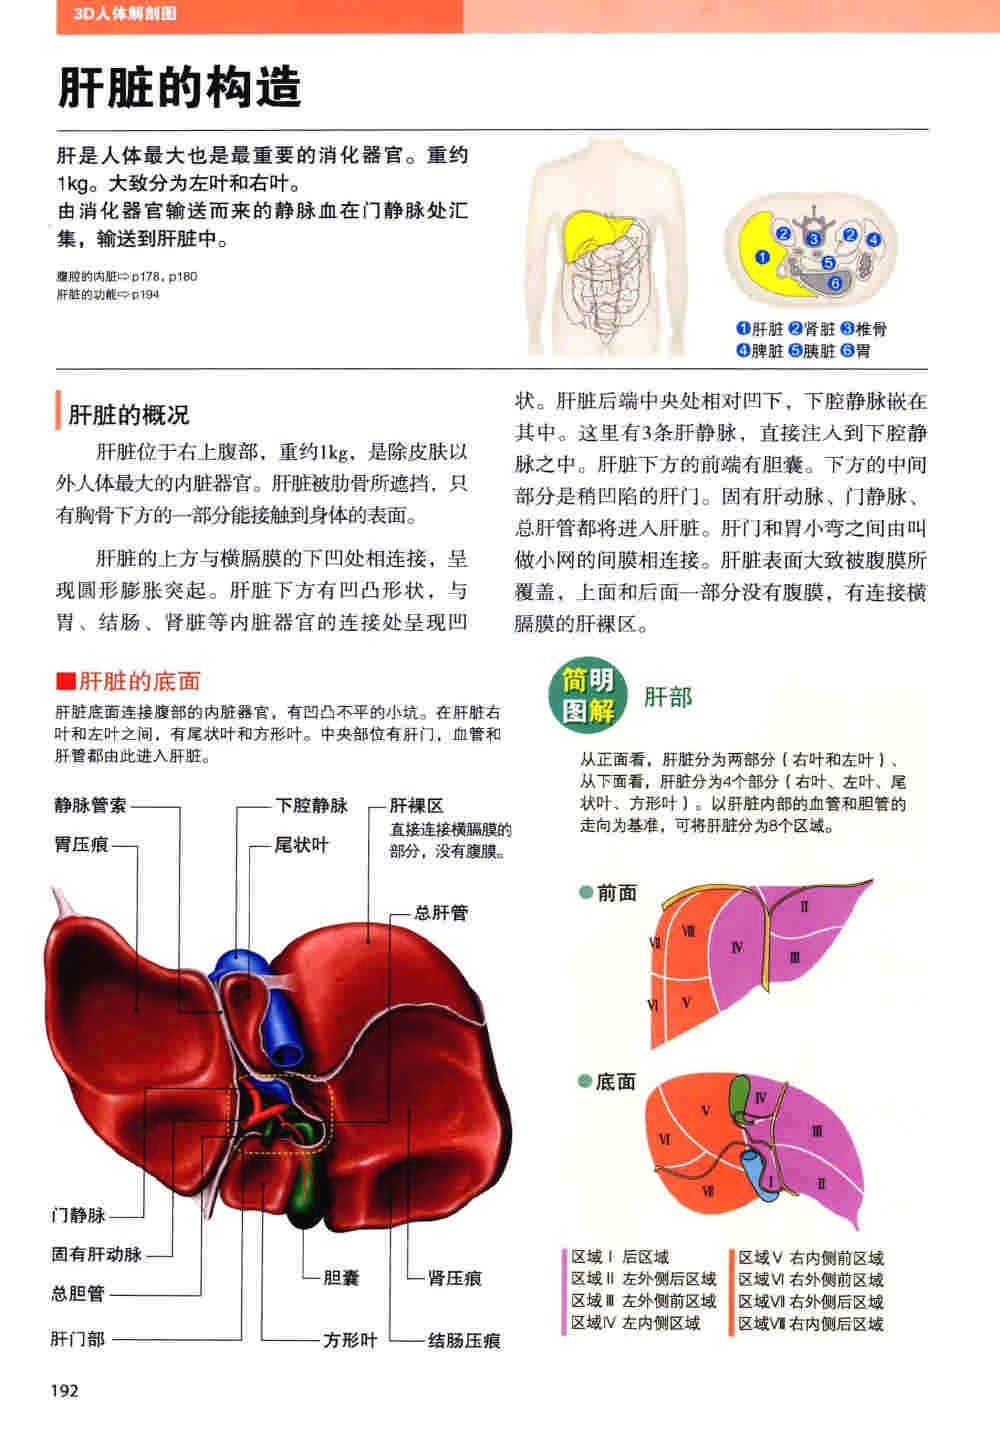 3D人体解剖图
肝脏的构造
肝是人体最大也是最重要的消化器官。重约
1kg。大致分为左叶和右叶。
由消化器官输送而来的静脉血在门静脉处汇
集，输送到肝脏中。
腹腔的内脏⇨p178，p180
肝脏的功能⇨p194
❶肝脏 ❷肾脏 ❸椎骨
❹脾脏 ❺胰脏 ❻胃
肝脏的概况
肝脏位于右上腹部，重约1kg，是除皮肤以
外人体最大的内脏器官。肝脏被肋骨所遮挡，只
有胸骨下方的一部分能接触到身体的表面。
肝脏的上方与横膈膜的下凹处相连接，呈
现圆形膨胀突起。肝脏下方有凹凸形状，与
胃、结肠、肾脏等内脏器官的连接处呈现凹
状。肝脏后端中央处相对凹下，下腔静脉嵌在
其中。这里有3条肝静脉，直接注入到下腔静
脉之中。肝脏下方的前端有胆囊。下方的中间
部分是稍凹陷的肝门。固有肝动脉、门静脉、
总肝管都将进入肝脏。肝门和胃小弯之间由叫
做小网的间膜相连接。肝脏表面大致被腹膜所
覆盖，上面和后面一部分没有腹膜，有连接横
膈膜的肝裸区。
■肝脏的底面
肝脏底面连接腹部的内脏器官，有凹凸不平的小坑。在肝脏右
叶和左叶之间，有尾状叶和方形叶。中央部位有肝门，血管和
肝管都由此进入肝脏。
静脉管索
胃压痕
下腔静脉
尾状叶
肝裸区
直接连接横膈膜的
部分，没有腹膜。
总肝管
门静脉
固有肝动脉
总胆管
肝门部
胆囊
方形叶
肾压痕
结肠压痕
简明
图解
肝部
从正面看，肝脏分为两部分（右叶和左叶）、
从下面看，肝脏分为4个部分（右叶、左叶、尾
状叶、方形叶）。以肝脏内部的血管和胆管的
走向为基准，可将肝脏分为8个区域。
●前面
Ⅱ
Ⅷ
Ⅶ
Ⅳ
Ⅲ
Ⅵ
Ⅴ
●底面
Ⅳ
Ⅴ
Ⅲ
Ⅵ
Ⅰ
Ⅱ
Ⅶ
区域Ⅰ 后区域
区域Ⅱ 左外侧后区域
区域Ⅲ 左外侧前区域
区域Ⅳ 左内侧区域
区域Ⅴ 右内侧前区域
区域Ⅵ 右外侧前区域
区域Ⅶ 右外侧后区域
区域Ⅷ 右内侧后区域
192